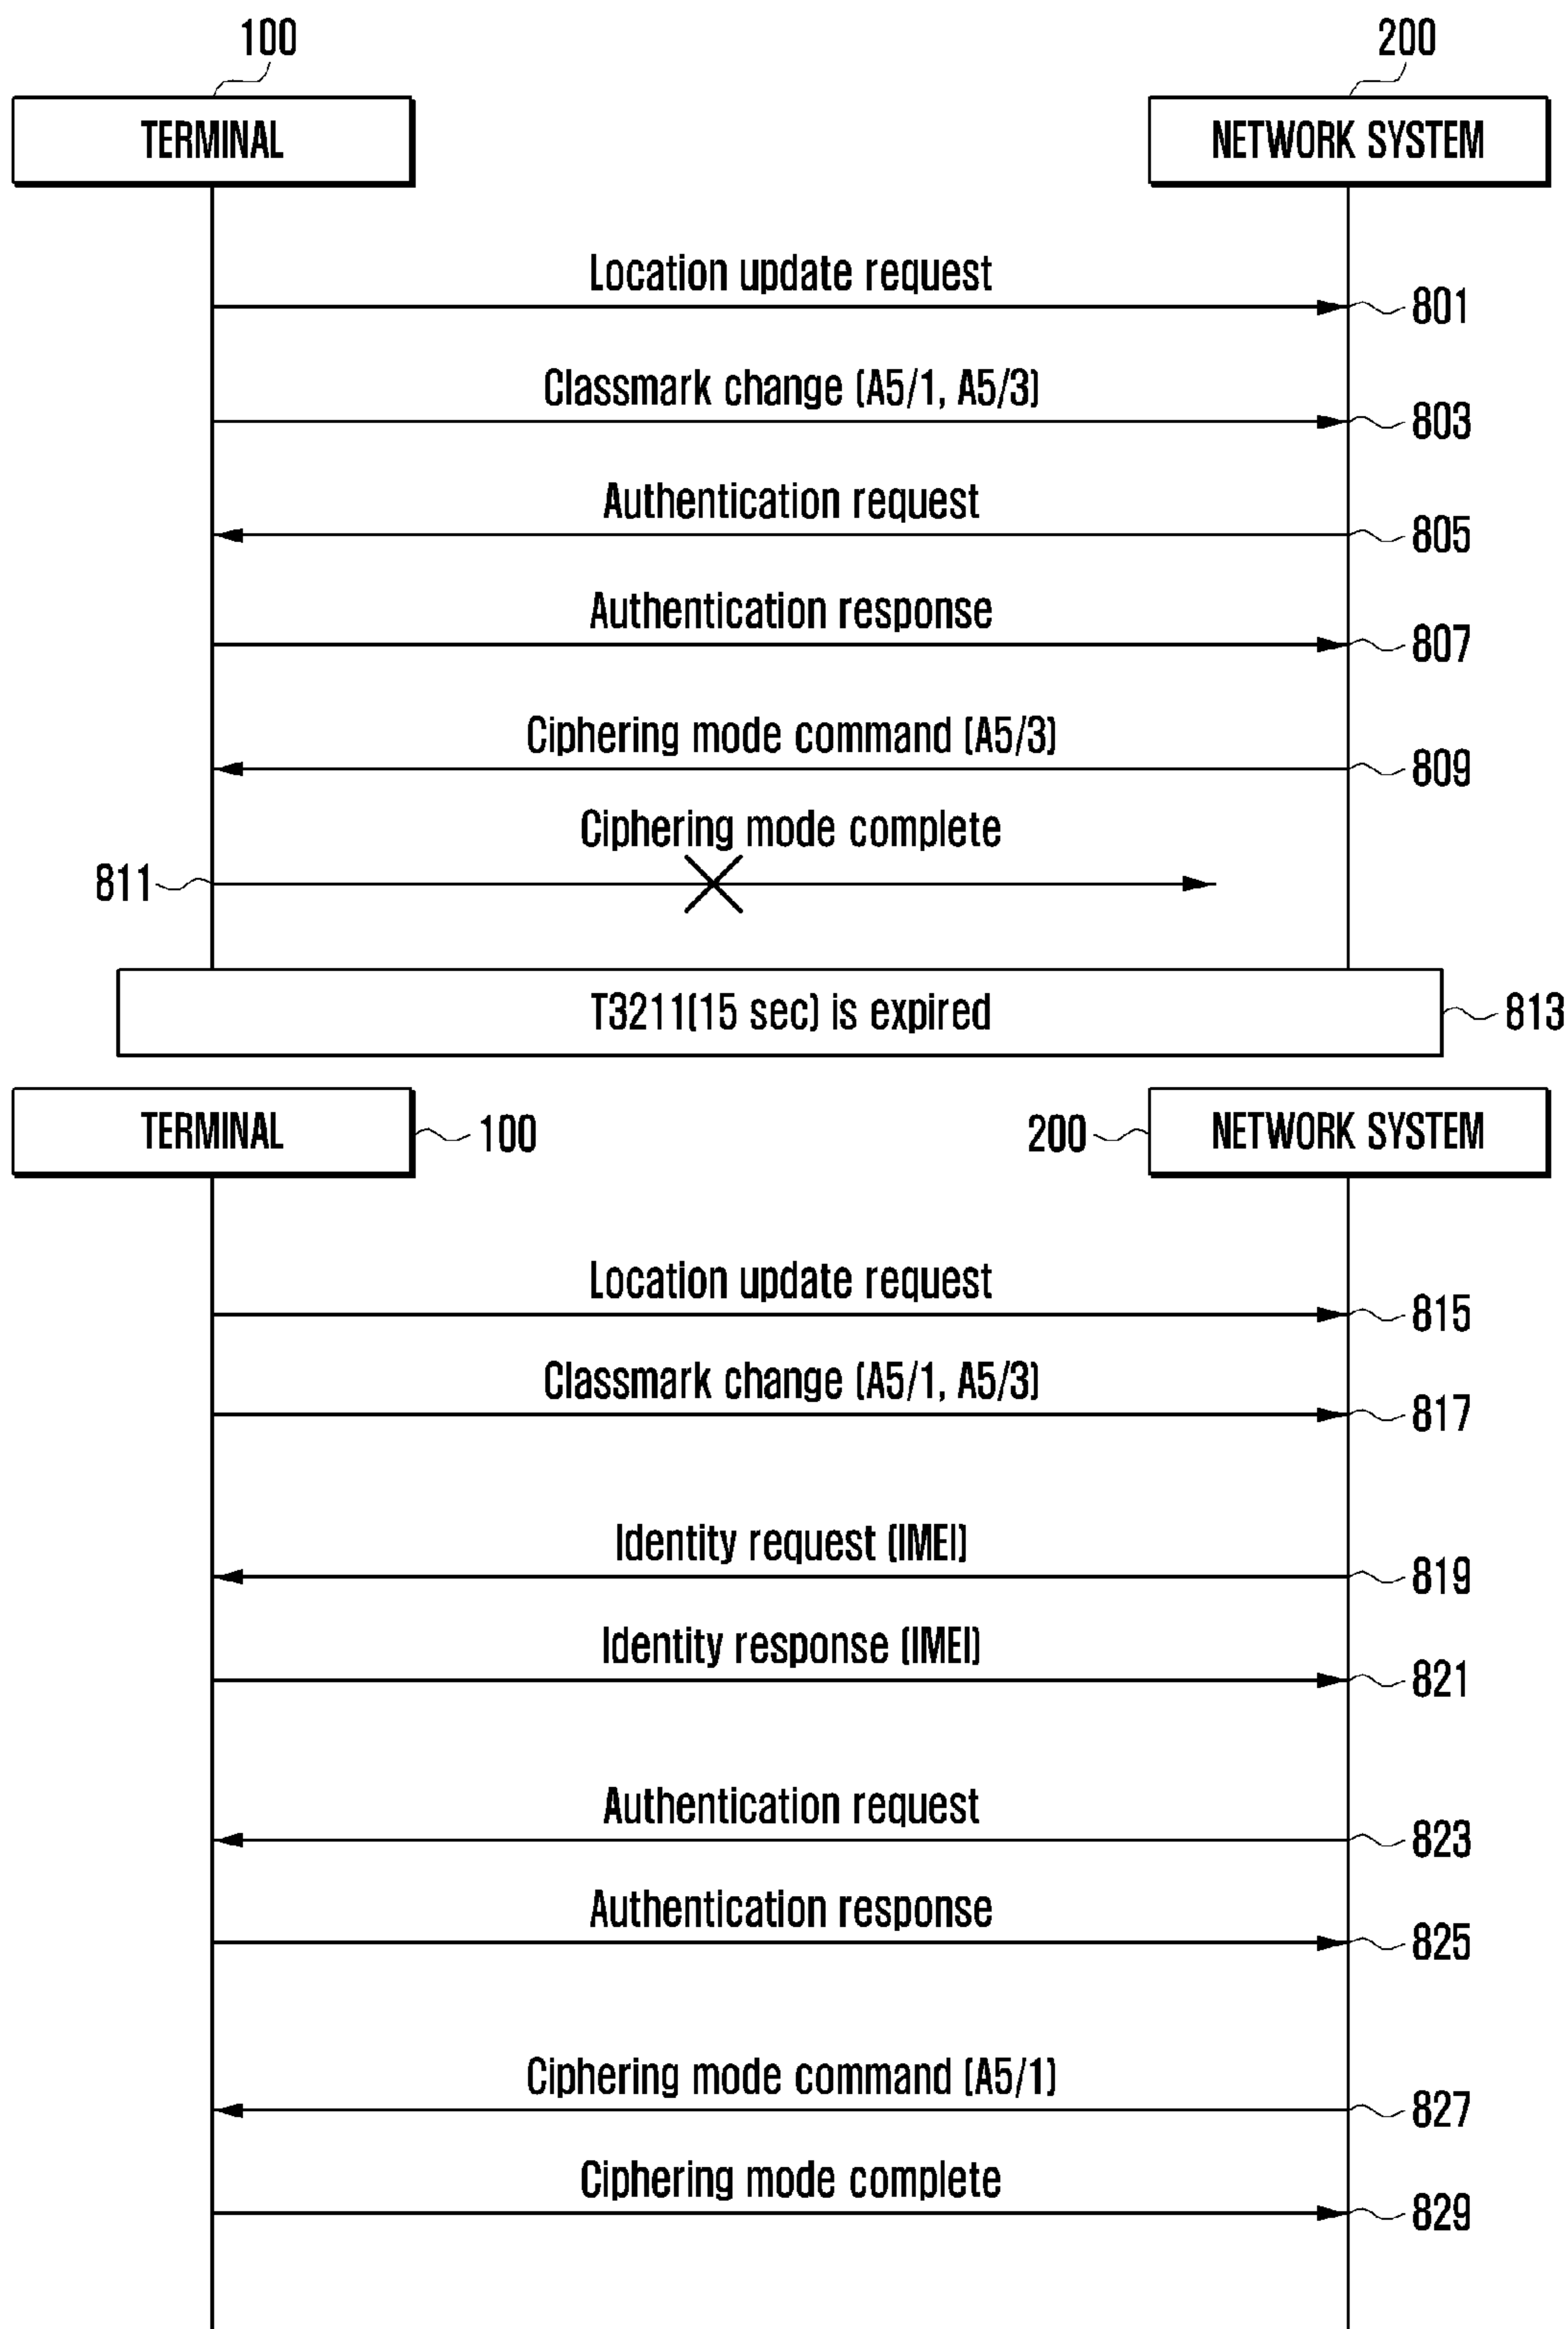 100
200
TERMINAL
NETWORK SYSTEM
Location update request
801
Classmark change (A5/1, A5/3)
803
Authentication request
805
Authentication response
807
Ciphering mode command (A5/3)
809
Ciphering mode complete
811
T3211(15 sec) is expired
813
TERMINAL
100
200
NETWORK SYSTEM
Location update request
815
Classmark change (A5/1, A5/3)
817
Identity request (IMEI)
819
Identity response (IMEI)
821
Authentication request
823
Authentication response
825
Ciphering mode command (A5/1)
827
Ciphering mode complete
829